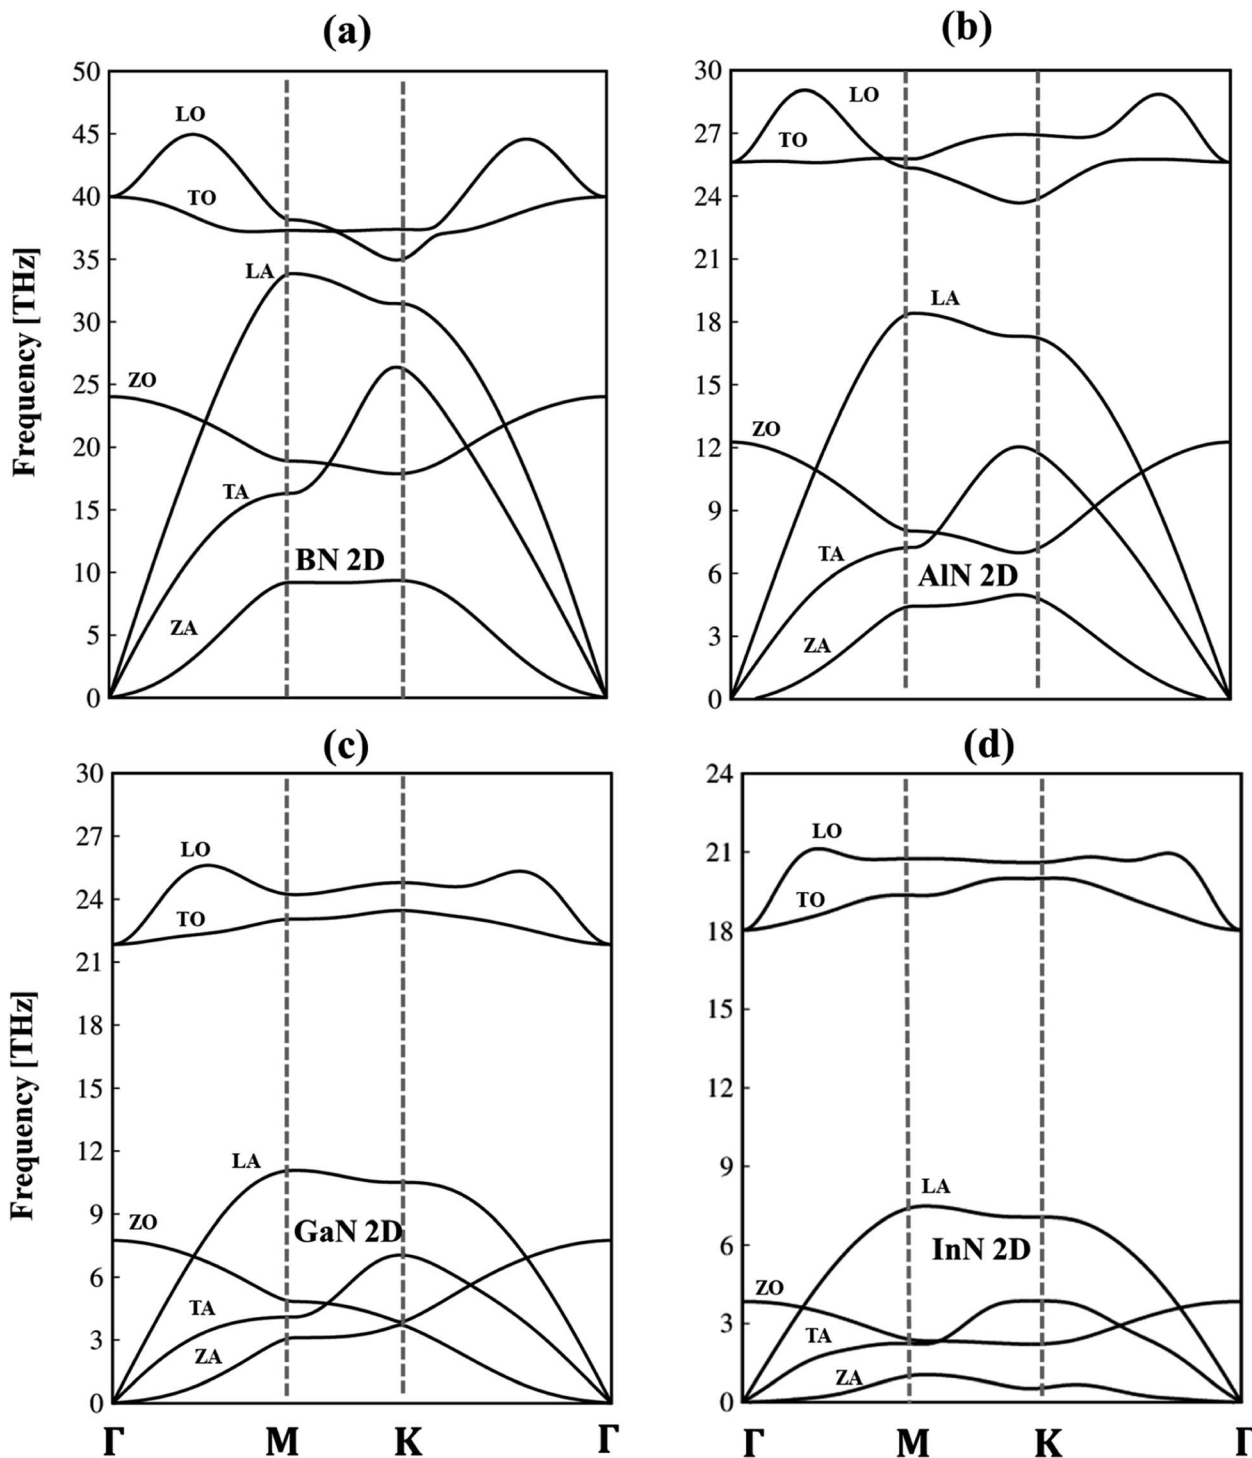 (a)
50
45
40
35
30
25
20
15
10
5
0
Frequency [THz]
LO
TO
LA
ZO
TA
BN 2D
ZA
(b)
30
27
24
21
18
15
12
9
6
3
0
LO
TO
LA
ZO
TA
AlN 2D
ZA
(c)
30
27
24
21
18
15
12
9
6
3
0
Frequency [THz]
LO
TO
LA
ZO
GaN 2D
TA
ZA
Γ M K Γ
(d)
24
21
18
15
12
9
6
3
0
LO
TO
LA
InN 2D
ZO
TA
ZA
Γ M K Γ